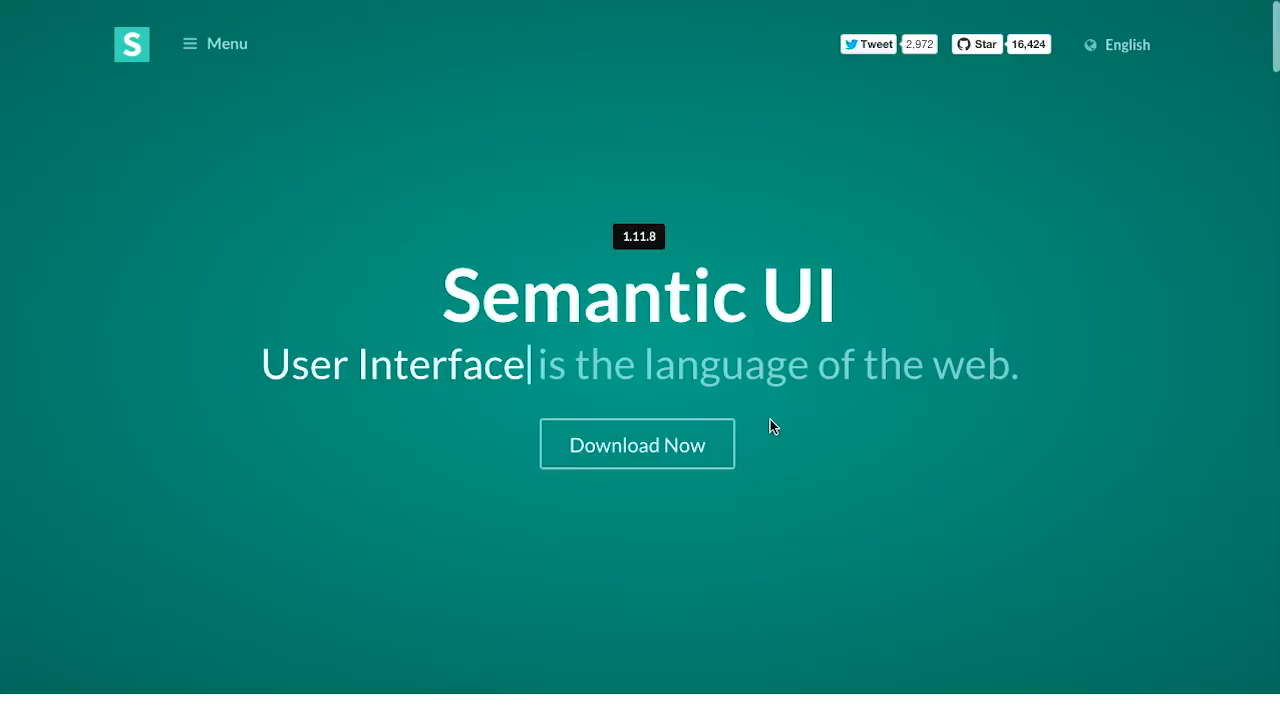 S
Menu
Tweet 2,972
Star 16,424
English
1.11.8
Semantic UI
User Interface is the language of the web.
Download Now